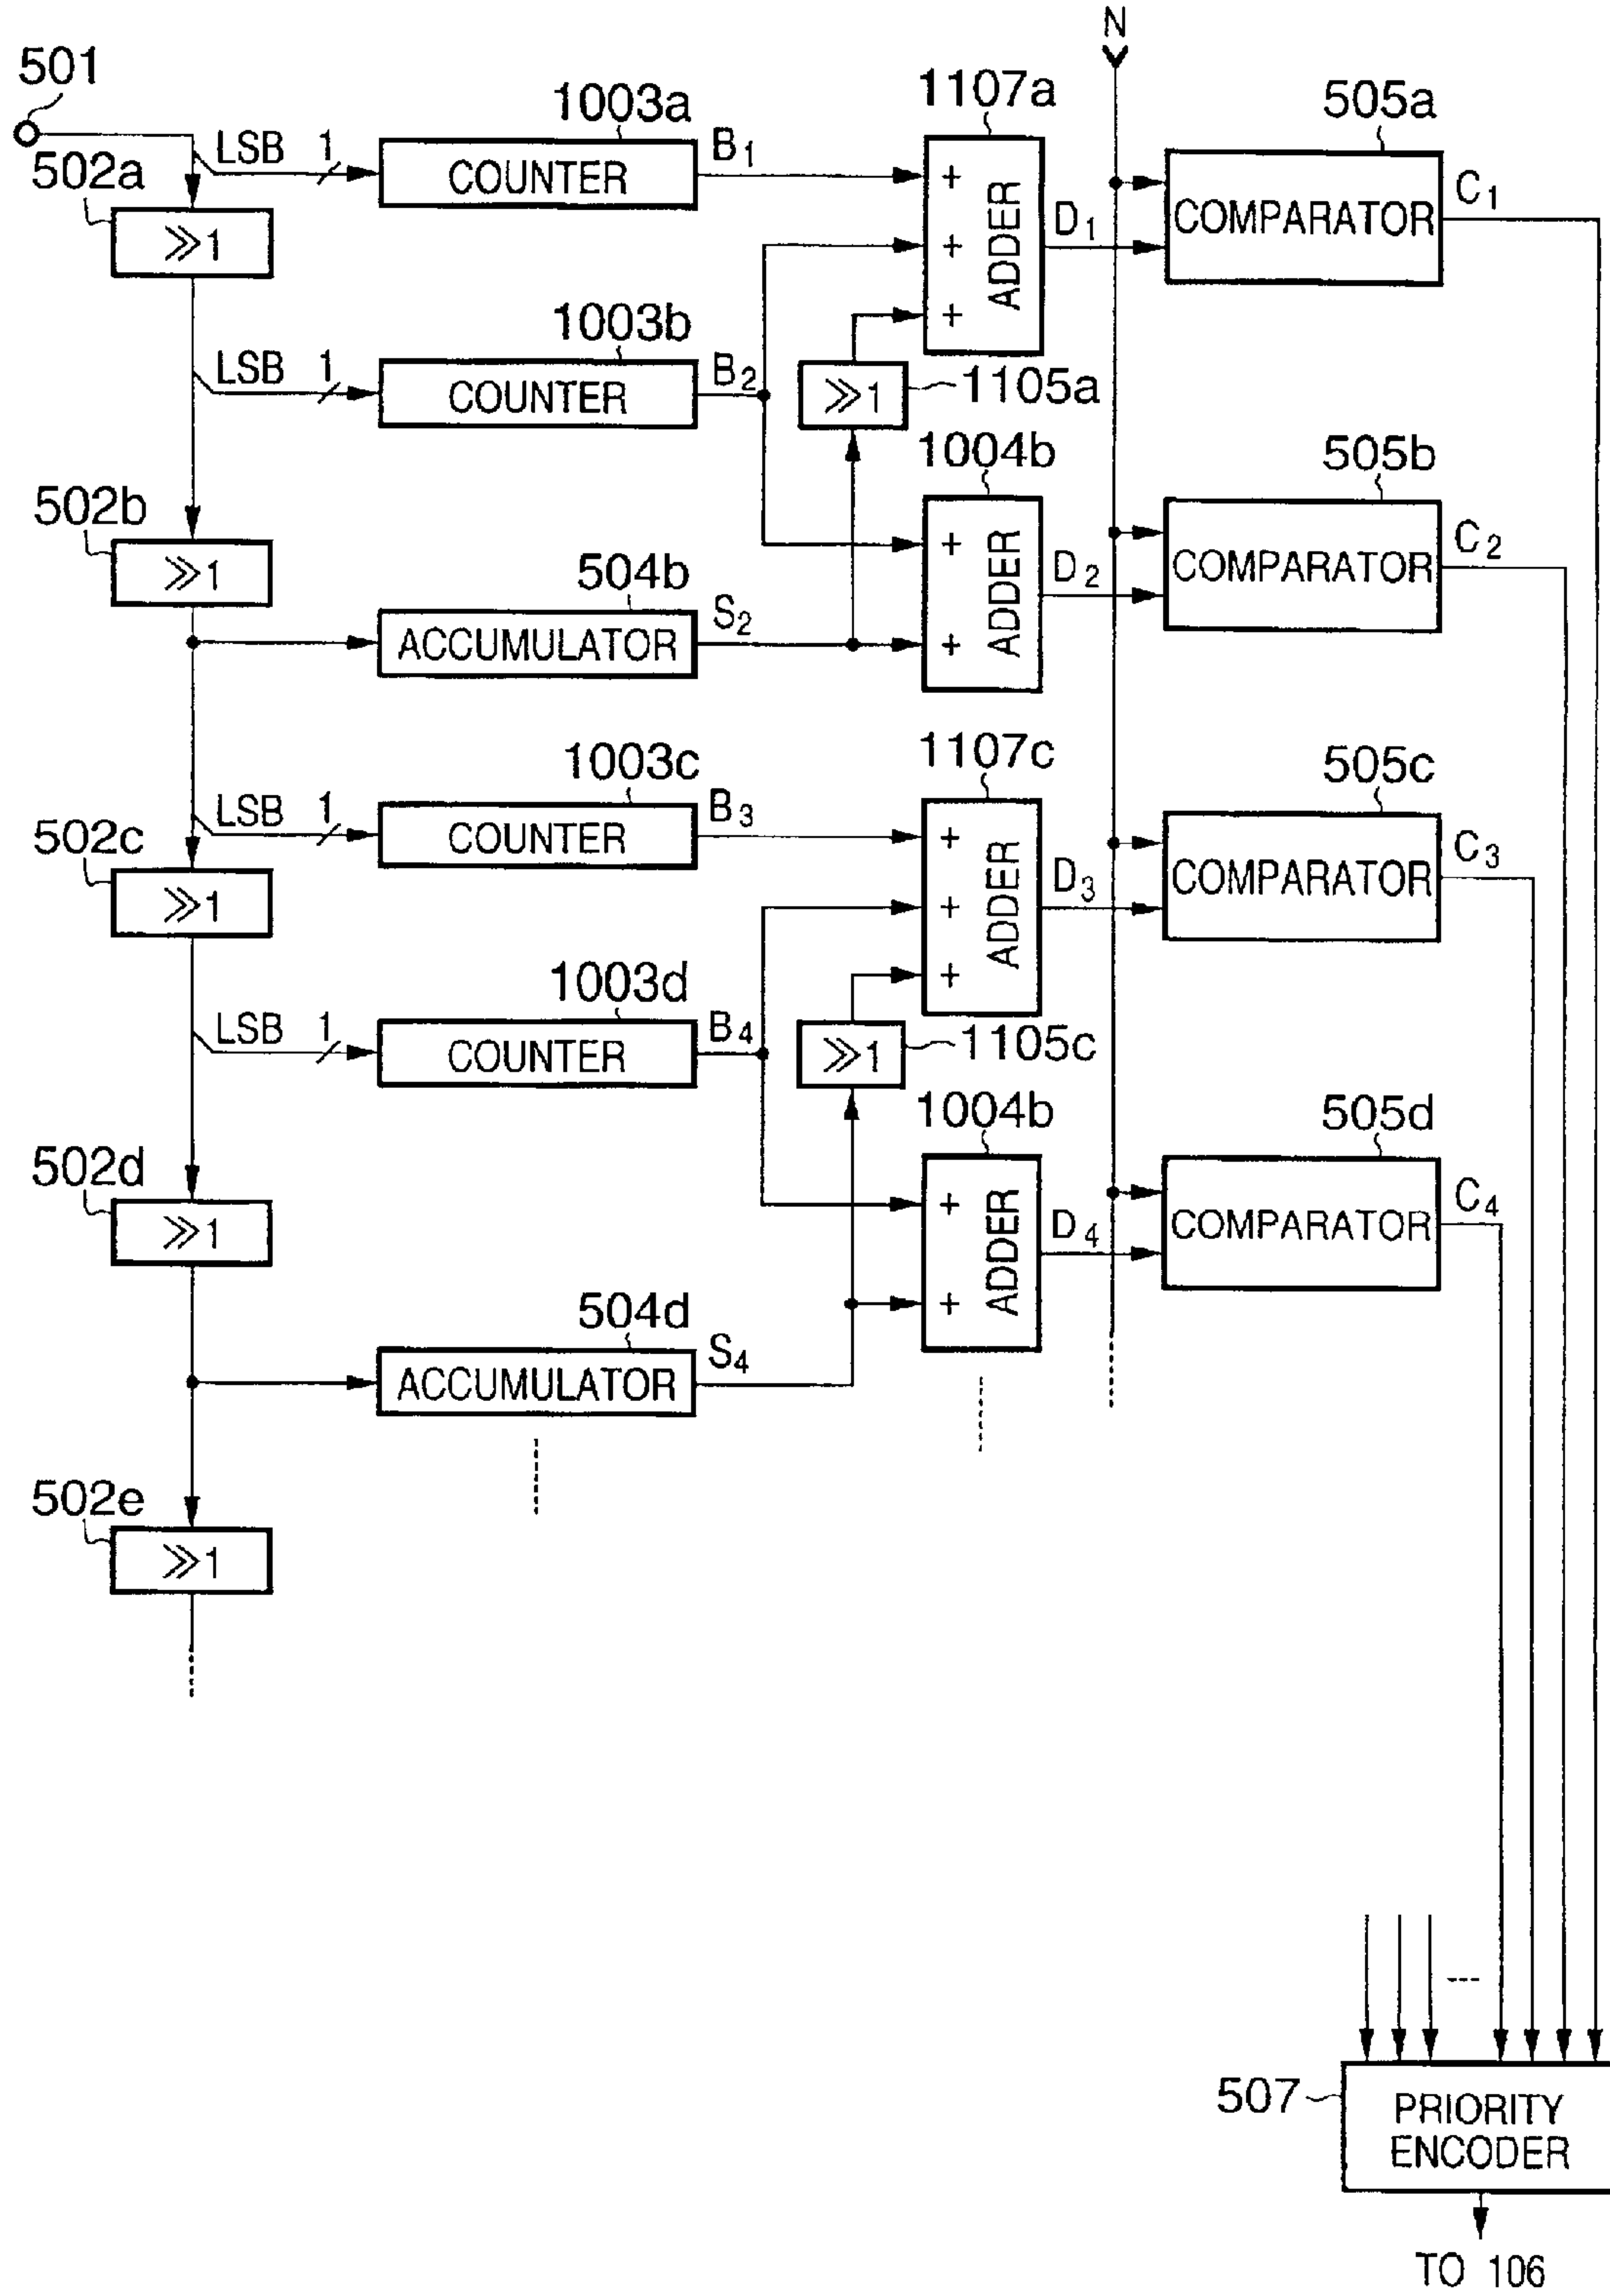 N
501
1003a
1107a
505a
LSB 1
B1
COUNTER
+
+
+
ADDER
D1
COMPARATOR
C1
502a
≫1
1003b
LSB 1
B2
COUNTER
≫1
1105a
1004b
505b
502b
≫1
504b
S2
ACCUMULATOR
+
+
ADDER
D2
COMPARATOR
C2
1003c
1107c
505c
LSB 1
B3
COUNTER
+
+
+
ADDER
D3
COMPARATOR
C3
502c
≫1
1003d
LSB 1
B4
COUNTER
≫1
1105c
1004b
505d
502d
≫1
+
+
ADDER
D4
COMPARATOR
C4
504d
S4
ACCUMULATOR
502e
≫1
507
PRIORITY
ENCODER
TO 106